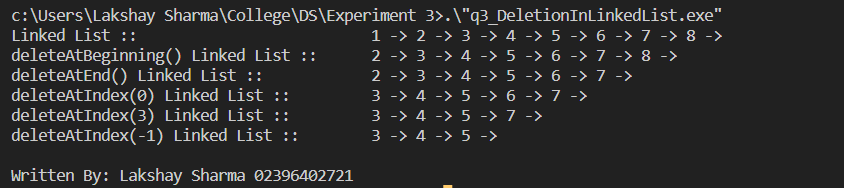 c:\Users\Lakshay Sharma\College\DS\Experiment 3>.\"q3_DeletionInLinkedList.exe"
Linked List :: 1 -> 2 -> 3 -> 4 -> 5 -> 6 -> 7 -> 8 ->
deleteAtBeginning() Linked List :: 2 -> 3 -> 4 -> 5 -> 6 -> 7 -> 8 ->
deleteAtEnd() Linked List :: 2 -> 3 -> 4 -> 5 -> 6 -> 7 ->
deleteAtIndex(0) Linked List :: 3 -> 4 -> 5 -> 6 -> 7 ->
deleteAtIndex(3) Linked List :: 3 -> 4 -> 5 -> 7 ->
deleteAtIndex(-1) Linked List :: 3 -> 4 -> 5 ->
Written By: Lakshay Sharma 02396402721